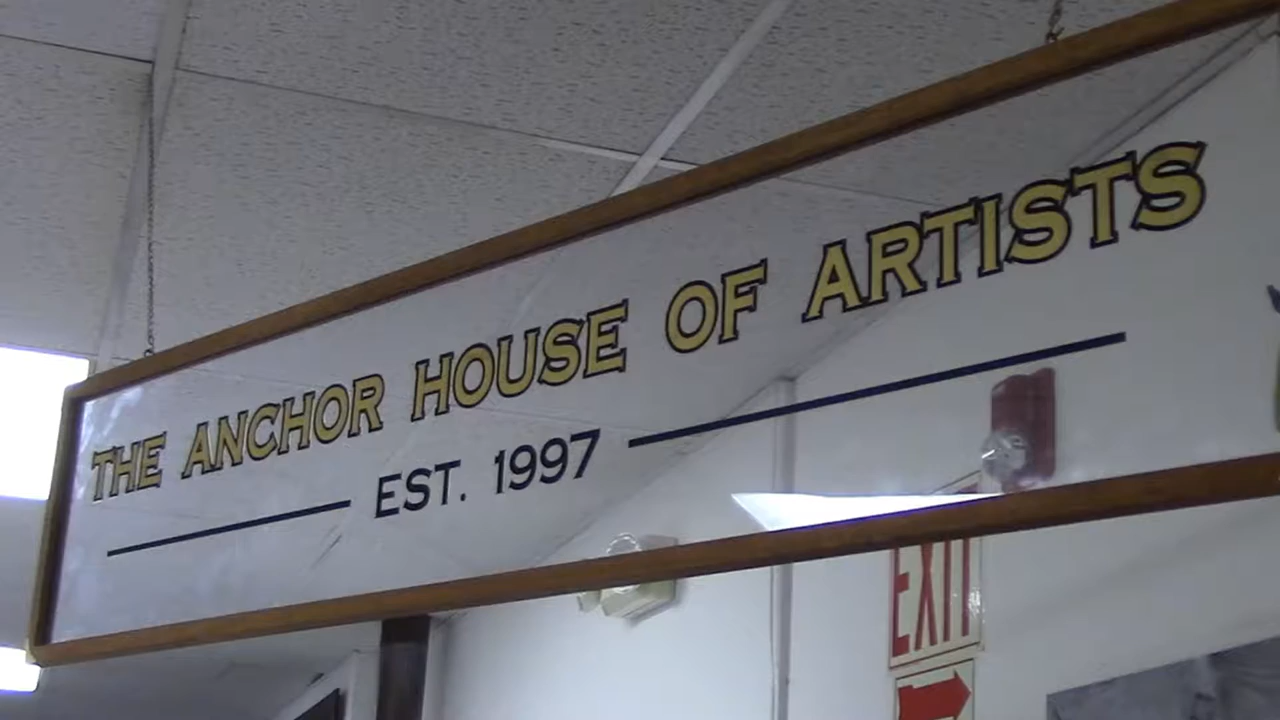 THE ANCHOR HOUSE OF ARTISTS
EST. 1997
EXIT